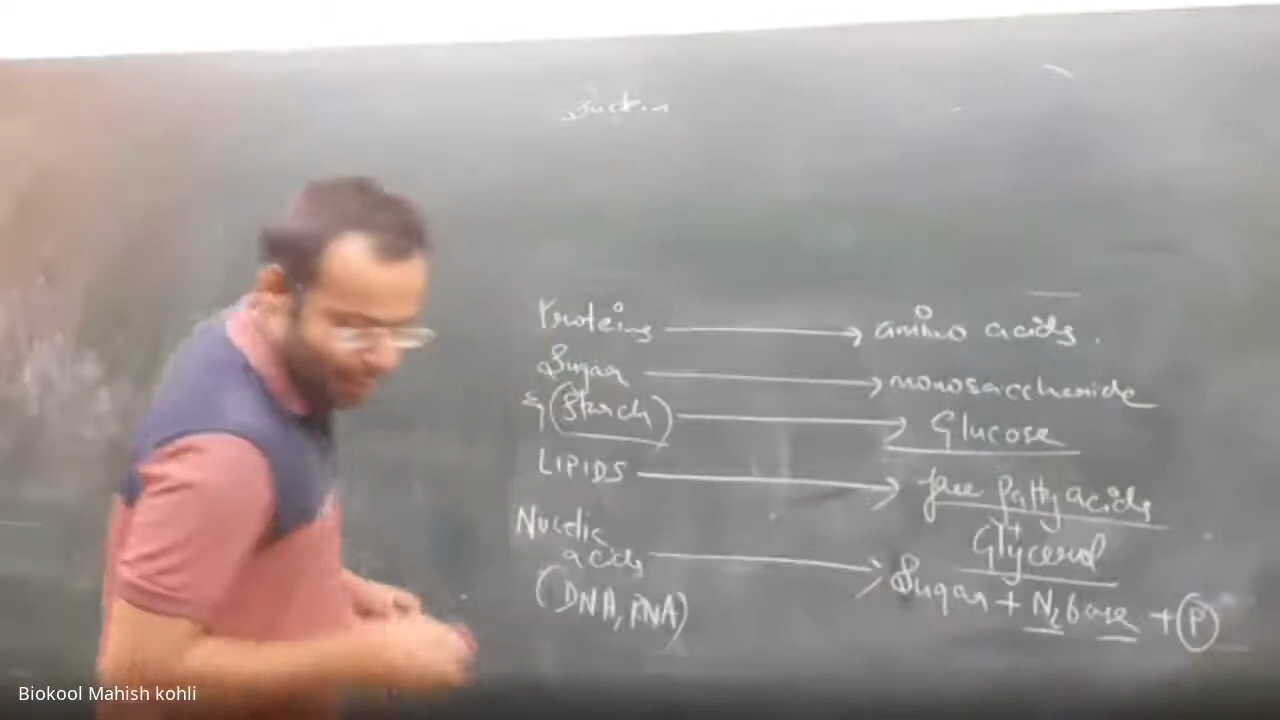 Proteins → amino acids.
Sugar → monosaccharide
& (Starch) → Glucose
LIPIDS → free fatty acids
+
Glycerol
Nucleic
acids → Sugar + N₂ base + P
(DNA, RNA)
Biokool Mahish kohli